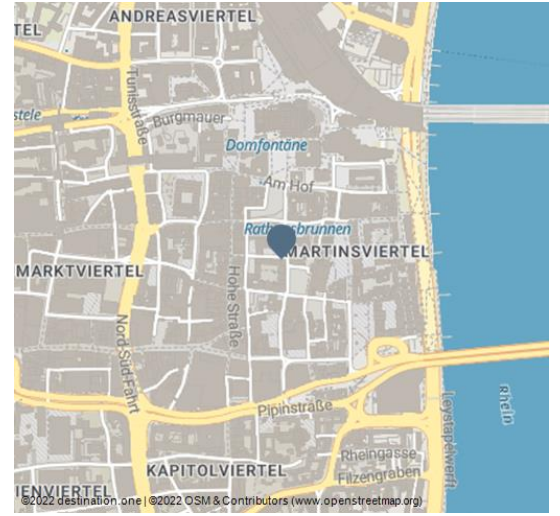 ANDREASVIERTEL
TEL
Tunisstraße
Burgmauer
stele
Domfontäne
Am Hof
MARTINSVIERTEL
MARKTVIERTEL
Hohe Straße
Nord-Süd-Fahrt
Pipinstraße
Leystapelwerft
Rhein
Rheingasse
Filzengraben
KAPITOLVIERTEL
IENVIERTEL
©2022 destination.one | ©2022 OSM & Contributors (www.openstreetmap.org)